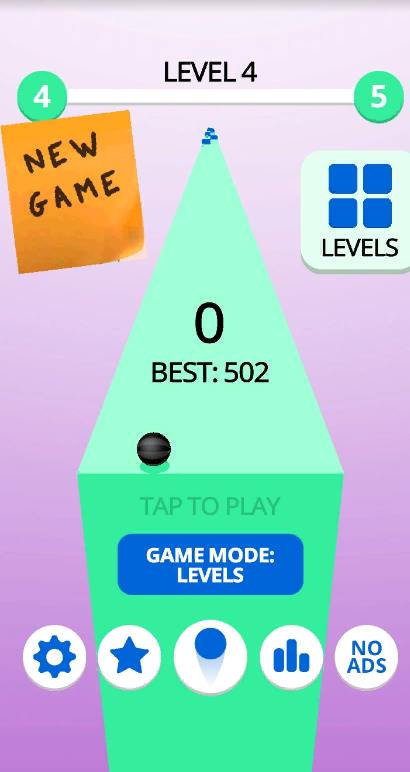 LEVEL 4
4
5
NEW
GAME
LEVELS
0
BEST: 502
TAP TO PLAY
GAME MODE:
LEVELS
NO
ADS